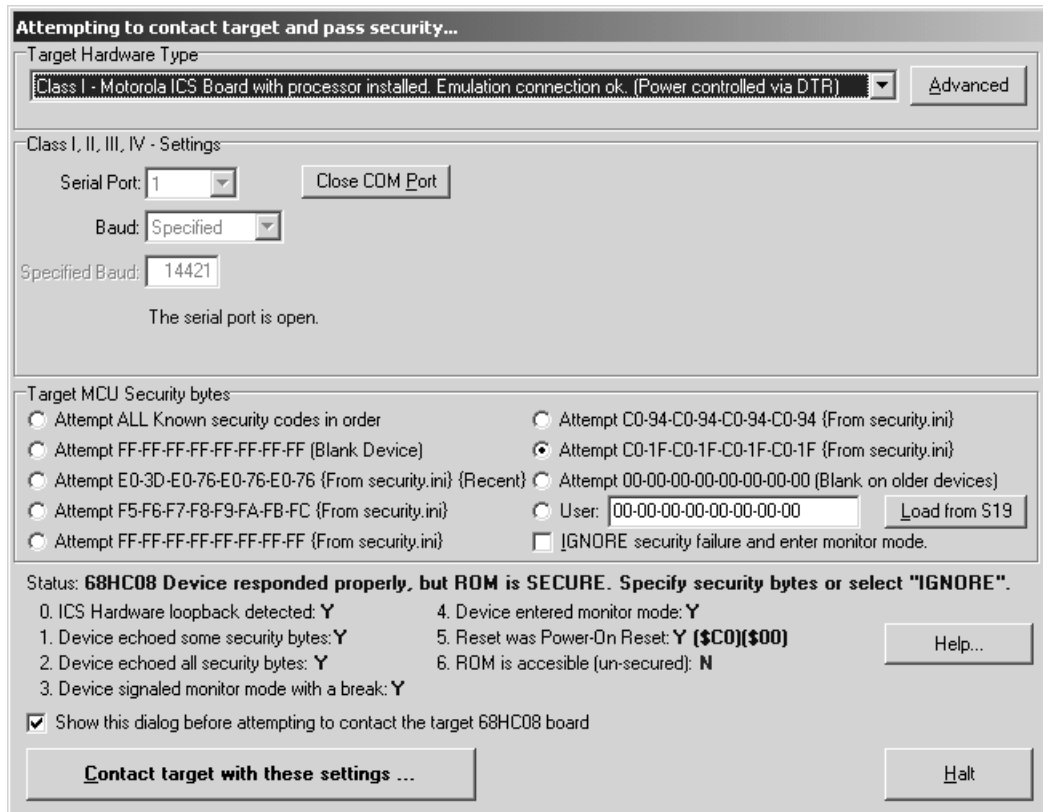 Attempting to contact target and pass security...
Target Hardware Type
Class I - Motorola ICS Board with processor installed. Emulation connection ok. (Power controlled via DTR)
Advanced
Class I, II, III, IV - Settings
Serial Port: 1
Close COM Port
Baud: Specified
Specified Baud: 14421
The serial port is open.
Target MCU Security bytes
Attempt ALL Known security codes in order
Attempt FF-FF-FF-FF-FF-FF-FF-FF (Blank Device)
Attempt E0-3D-E0-76-E0-76-E0-76 {From security.ini} {Recent}
Attempt F5-F6-F7-F8-F9-FA-FB-FC {From security.ini}
Attempt FF-FF-FF-FF-FF-FF-FF-FF {From security.ini}
Attempt C0-94-C0-94-C0-94-C0-94 {From security.ini}
Attempt C0-1F-C0-1F-C0-1F-C0-1F {From security.ini}
Attempt 00-00-00-00-00-00-00-00 (Blank on older devices)
User: 00-00-00-00-00-00-00-00
Load from S19
IGNORE security failure and enter monitor mode.
Status: 68HC08 Device responded properly, but ROM is SECURE. Specify security bytes or select "IGNORE".
0. ICS Hardware loopback detected: Y
1. Device echoed some security bytes: Y
2. Device echoed all security bytes: Y
3. Device signaled monitor mode with a break: Y
4. Device entered monitor mode: Y
5. Reset was Power-On Reset: Y ($C0)($00)
6. ROM is accesible (un-secured): N
Help...
Show this dialog before attempting to contact the target 68HC08 board
Contact target with these settings ...
Halt